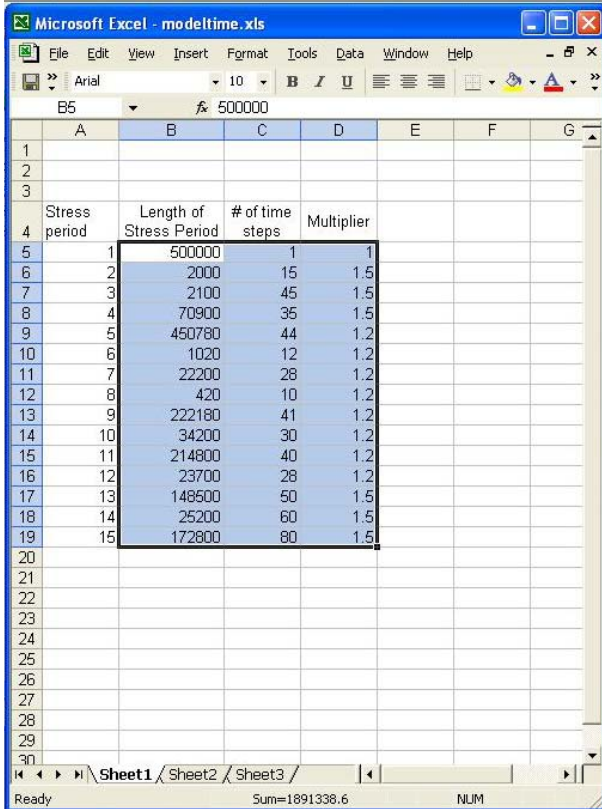 Microsoft Excel - modeltime.xls
File Edit View Insert Format Tools Data Window Help
Arial 10 B I U A
B5 fx 500000
A B C D E F G
1
2
3
4 Stress period Length of Stress Period # of time steps Multiplier
5 1 500000 1 1
6 2 2000 15 1.5
7 3 2100 45 1.5
8 4 70900 35 1.5
9 5 450780 44 1.2
10 6 1020 12 1.2
11 7 22200 28 1.2
12 8 420 10 1.2
13 9 222180 41 1.2
14 10 34200 30 1.2
15 11 214800 40 1.2
16 12 23700 28 1.2
17 13 148500 50 1.5
18 14 25200 60 1.5
19 15 172800 80 1.5
20
21
22
23
24
25
26
27
28
29
30
Sheet1 Sheet2 Sheet3
Ready Sum=1891338.6 NUM